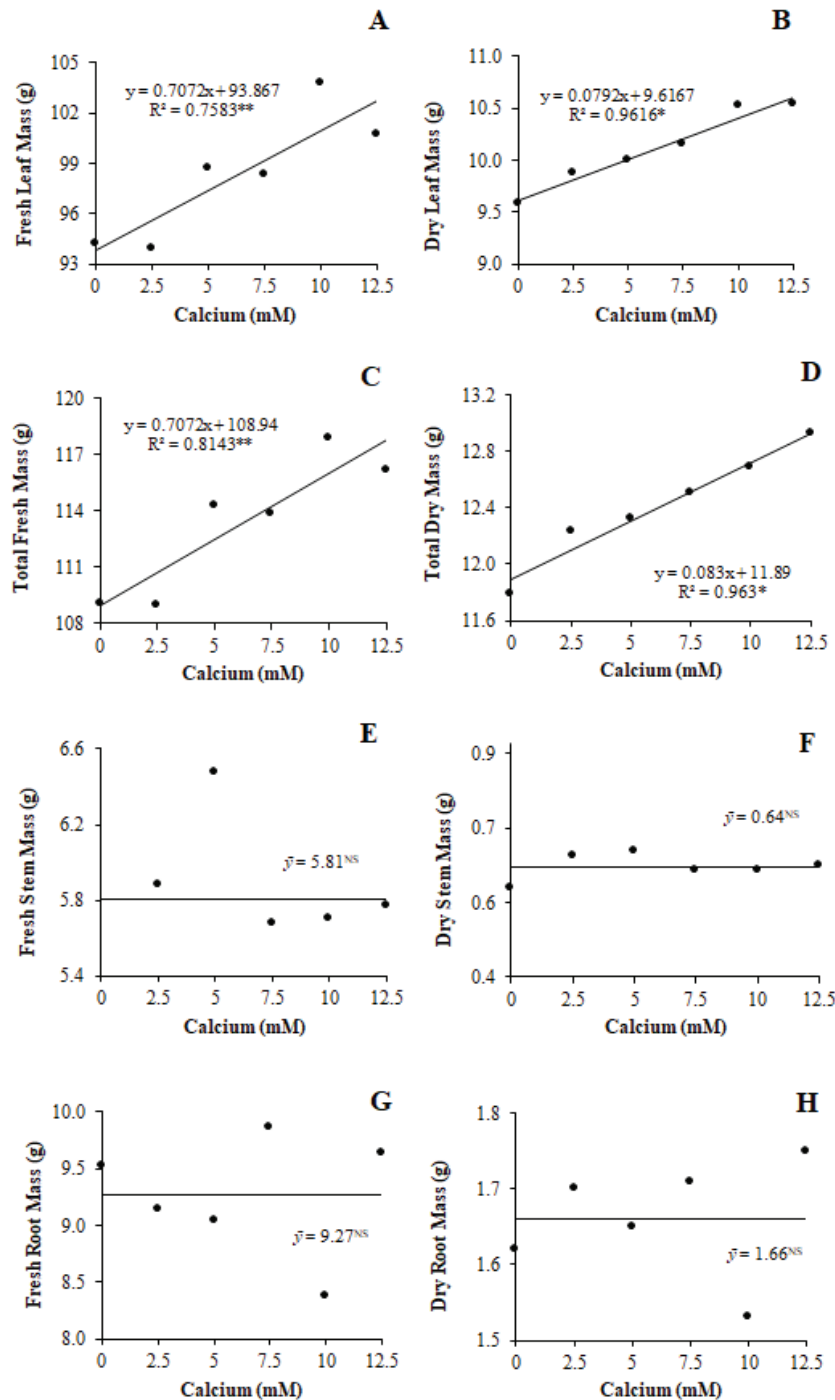 A
Fresh Leaf Mass (g)
105
102
99
96
93
y = 0.7072x + 93.867
R² = 0.7583**
0 2.5 5 7.5 10 12.5
Calcium (mM)
B
Dry Leaf Mass (g)
11.0
10.5
10.0
9.5
9.0
y = 0.0792x + 9.6167
R² = 0.9616*
0 2.5 5 7.5 10 12.5
Calcium (mM)
C
Total Fresh Mass (g)
120
117
114
109
108
y = 0.7072x + 108.94
R² = 0.8143**
0 2.5 5 7.5 10 12.5
Calcium (mM)
D
Total Dry Mass (g)
13.2
12.8
12.4
12.0
11.6
y = 0.083x + 11.89
R² = 0.963*
0 2.5 5 7.5 10 12.5
Calcium (mM)
E
Fresh Stem Mass (g)
6.6
6.2
5.8
5.4
ȳ = 5.81ᴺˢ
0 2.5 5 7.5 10 12.5
Calcium (mM)
F
Dry Stem Mass (g)
0.9
0.7
0.6
0.4
ȳ = 0.64ᴺˢ
0 2.5 5 7.5 10 12.5
Calcium (mM)
G
Fresh Root Mass (g)
10.0
9.5
9.0
8.5
8.0
ȳ = 9.27ᴺˢ
0 2.5 5 7.5 10 12.5
Calcium (mM)
H
Dry Root Mass (g)
1.8
1.7
1.6
1.5
ȳ = 1.66ᴺˢ
0 2.5 5 7.5 10 12.5
Calcium (mM)